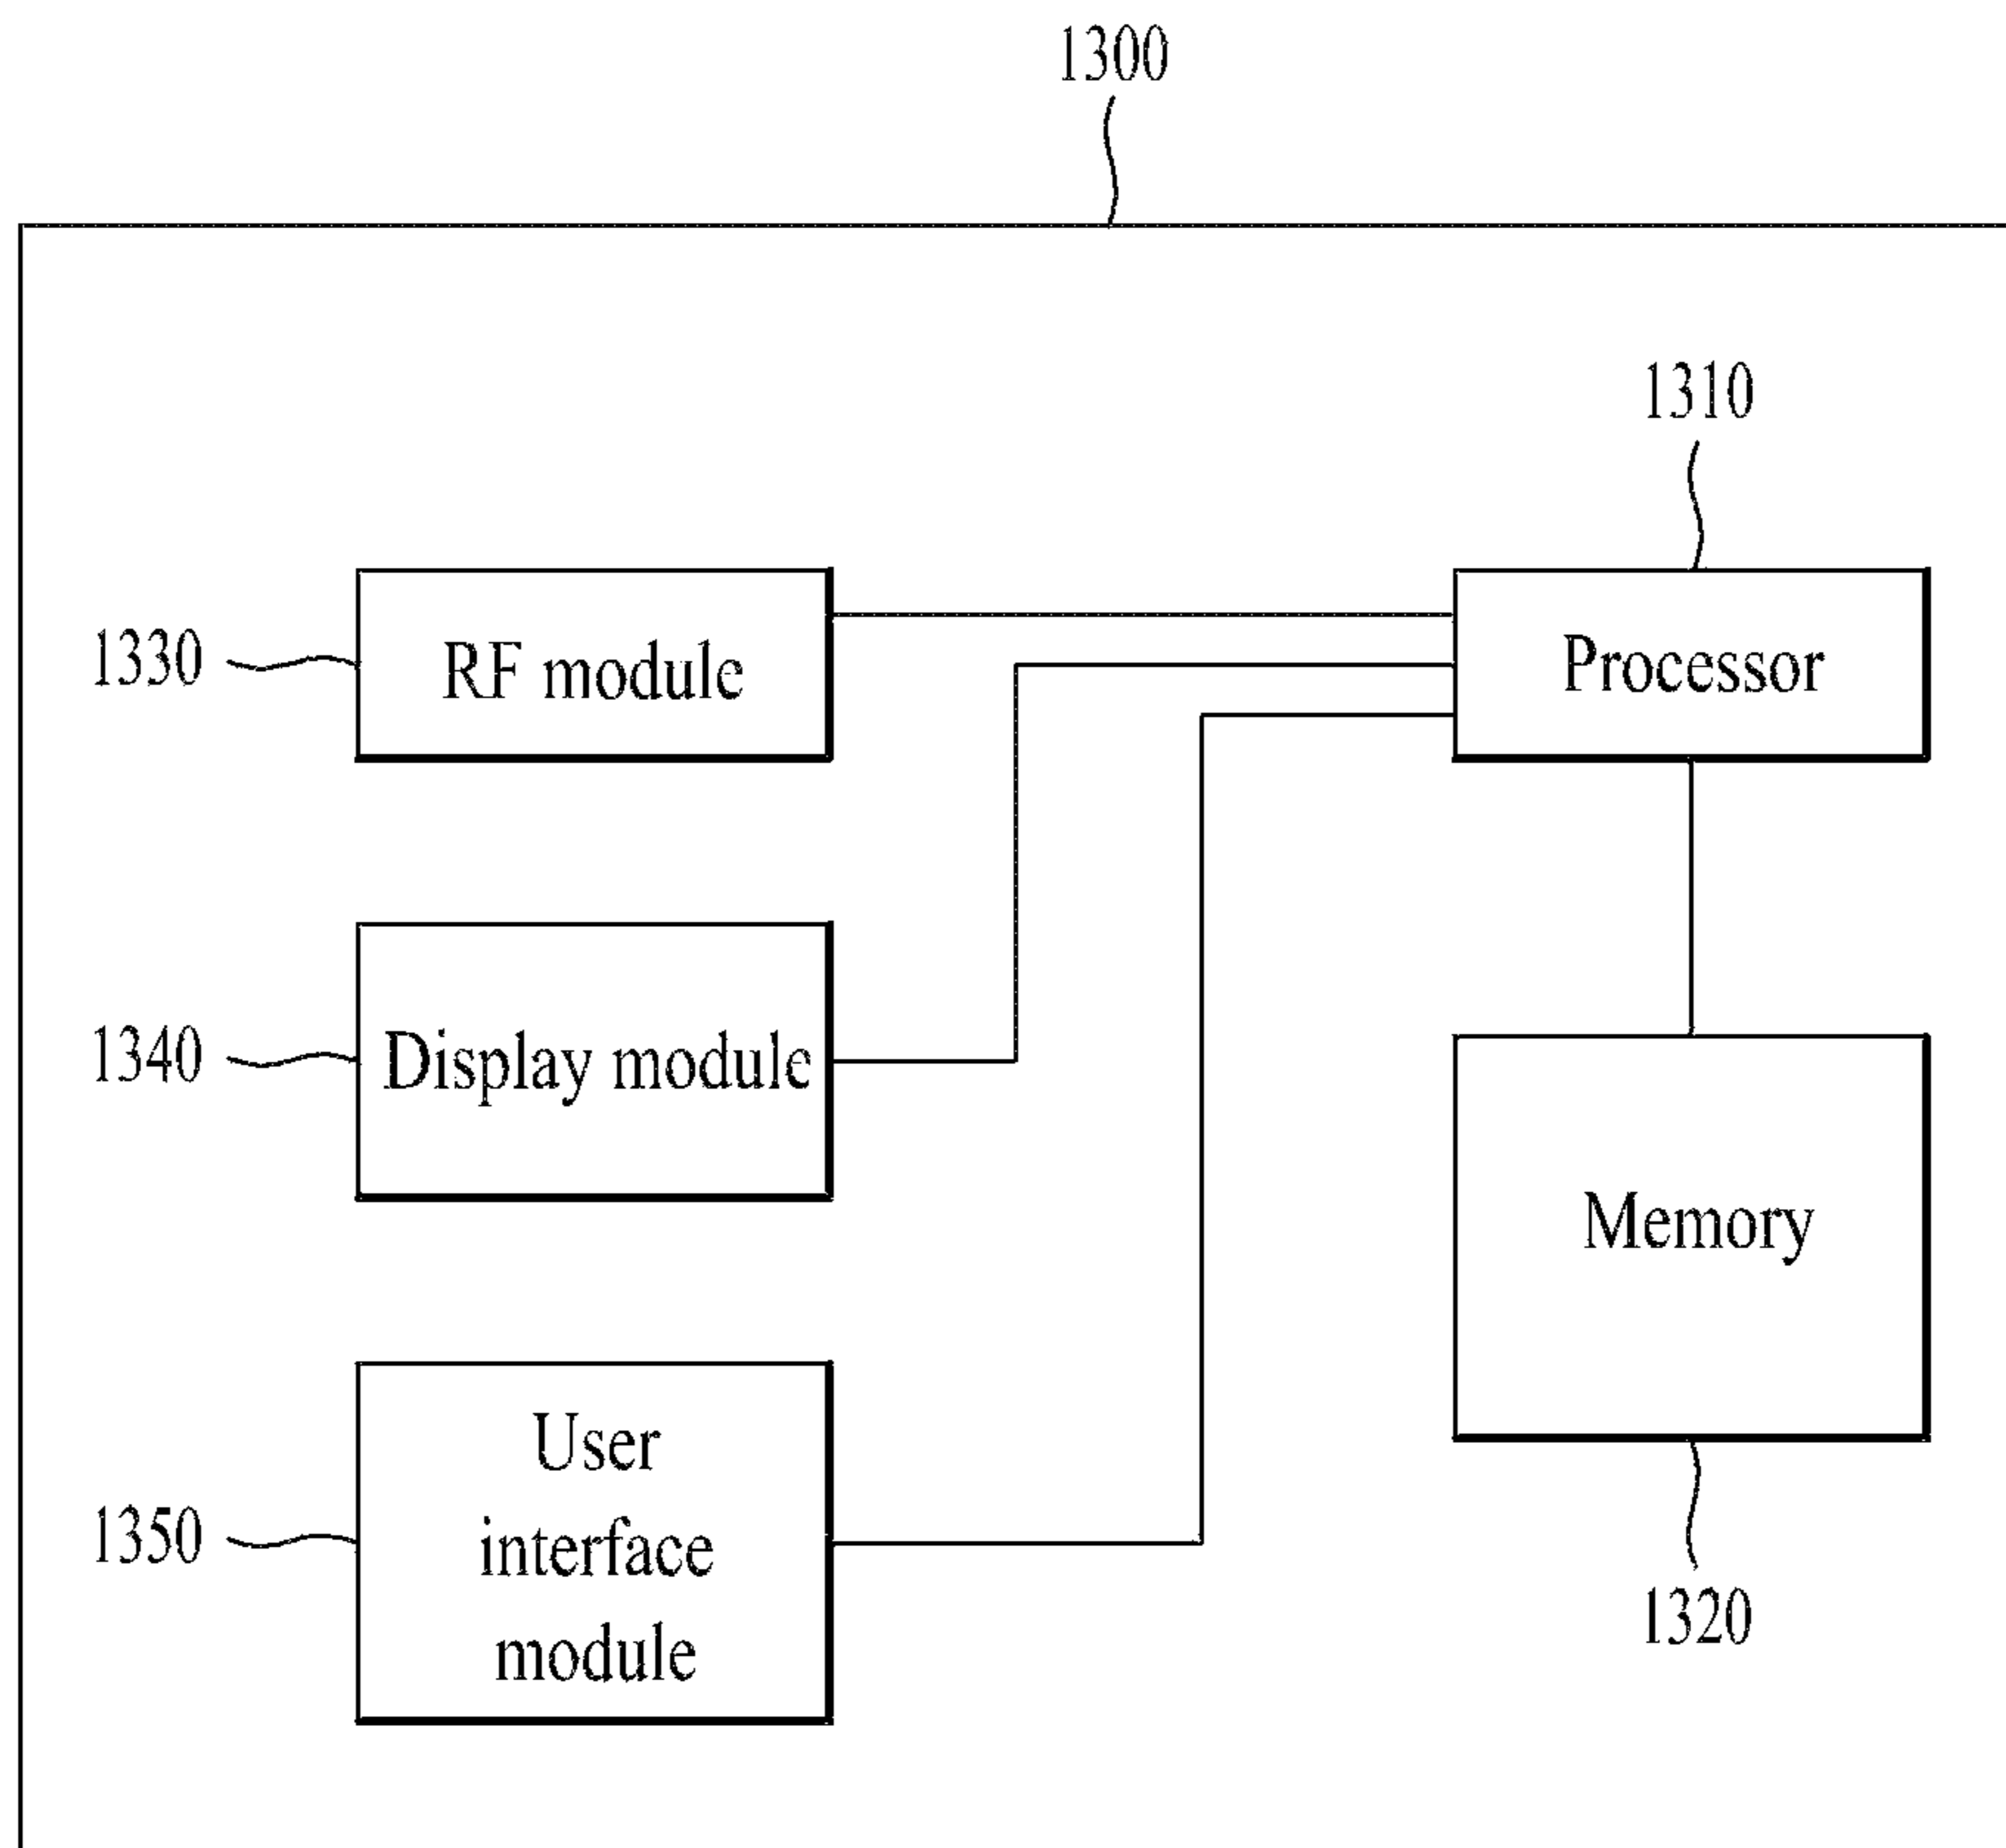 1300
1310
1330
RF module
Processor
1340
Display module
Memory
1350
User
interface
module
1320